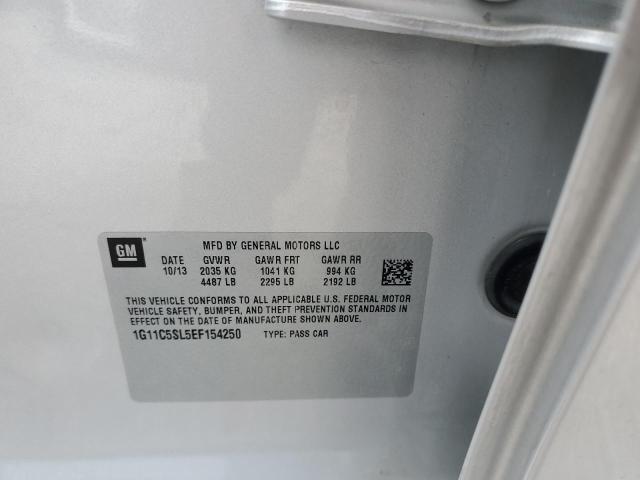 GM
MFD BY GENERAL MOTORS LLC
DATE GVWR GAWR FRT GAWR RR
10/13 2035 KG 1041 KG 994 KG
4487 LB 2295 LB 2192 LB
THIS VEHICLE CONFORMS TO ALL APPLICABLE U.S. FEDERAL MOTOR
VEHICLE SAFETY, BUMPER, AND THEFT PREVENTION STANDARDS IN
EFFECT ON THE DATE OF MANUFACTURE SHOWN ABOVE.
1G11C5SL5EF154250 TYPE: PASS CAR